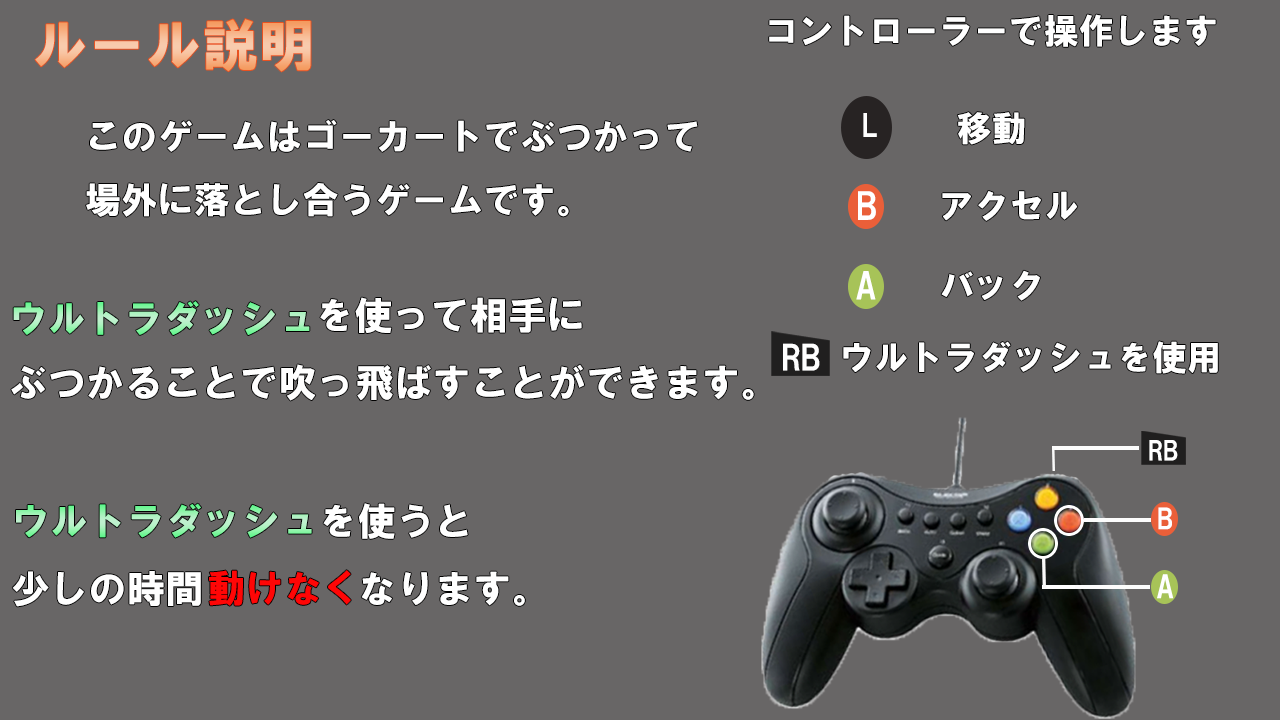 ルール説明
このゲームはゴーカートでぶつかって
場外に落とし合うゲームです。
ウルトラダッシュを使って相手に
ぶつかることで吹っ飛ばすことができます。
ウルトラダッシュを使うと
少しの時間動けなくなります。
コントローラーで操作します
L 移動
B アクセル
A バック
RB ウルトラダッシュを使用
RB
B
A